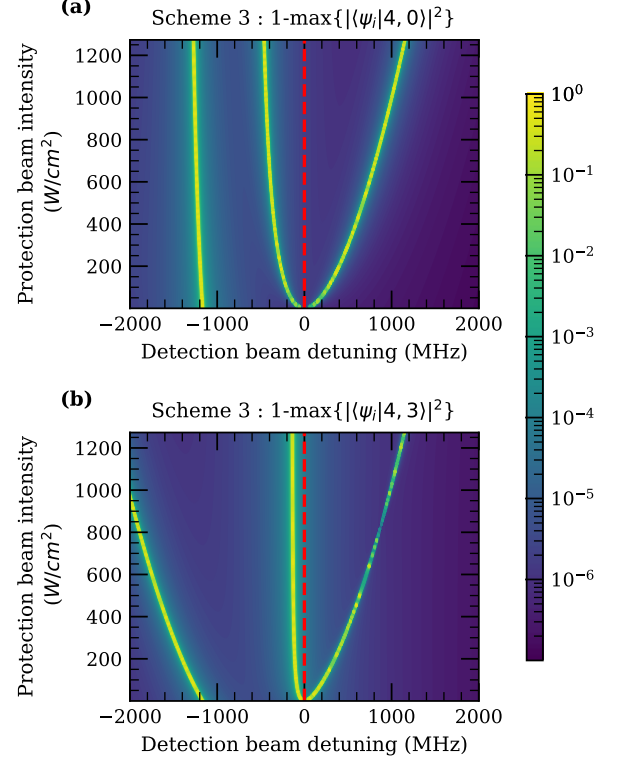 (a)
Scheme 3 : 1-max{|⟨ψᵢ|4, 0⟩|²}
Protection beam intensity
(W/cm²)
1200
1000
800
600
400
200
−2000 −1000 0 1000 2000
Detection beam detuning (MHz)
(b)
Scheme 3 : 1-max{|⟨ψᵢ|4, 3⟩|²}
Protection beam intensity
(W/cm²)
1200
1000
800
600
400
200
−2000 −1000 0 1000 2000
Detection beam detuning (MHz)
10⁰
10⁻¹
10⁻²
10⁻³
10⁻⁴
10⁻⁵
10⁻⁶